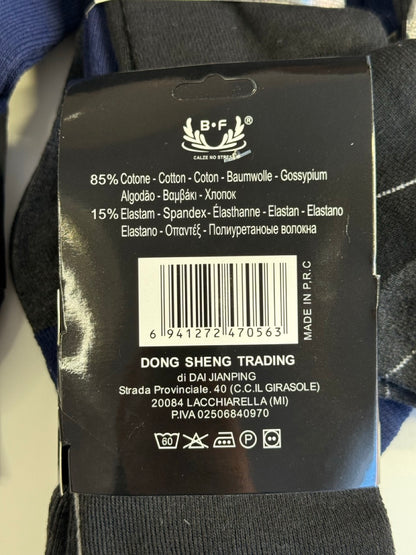 B•F ®
CALZE NO STRESS
85% Cotone - Cotton - Coton - Baumwolle - Gossypium
Algodão - Βαμβάκι - Хлопок
15% Elastam - Spandex- Élasthanne - Elastan - Elastano
Elastano - Σπαντέξ - Полиуретаноые волокна
6 941272 470563
MADE IN P,R.C
DONG SHENG TRADING
di DAI JIANPING
Strada Provinciale. 40 (C.C.IL GIRASOLE)
20084 LACCHIARELLA (MI)
P.IVA 02506840970
60 P